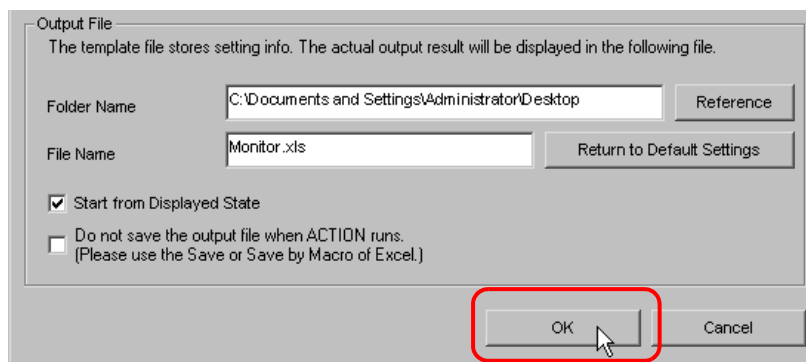 Output File
The template file stores setting info. The actual output result will be displayed in the following file.
Folder Name
C:\Documents and Settings\Administrator\Desktop
Reference
File Name
Monitor.xls
Return to Default Settings
Start from Displayed State
Do not save the output file when ACTION runs.
(Please use the Save or Save by Macro of Excel.)
OK
Cancel